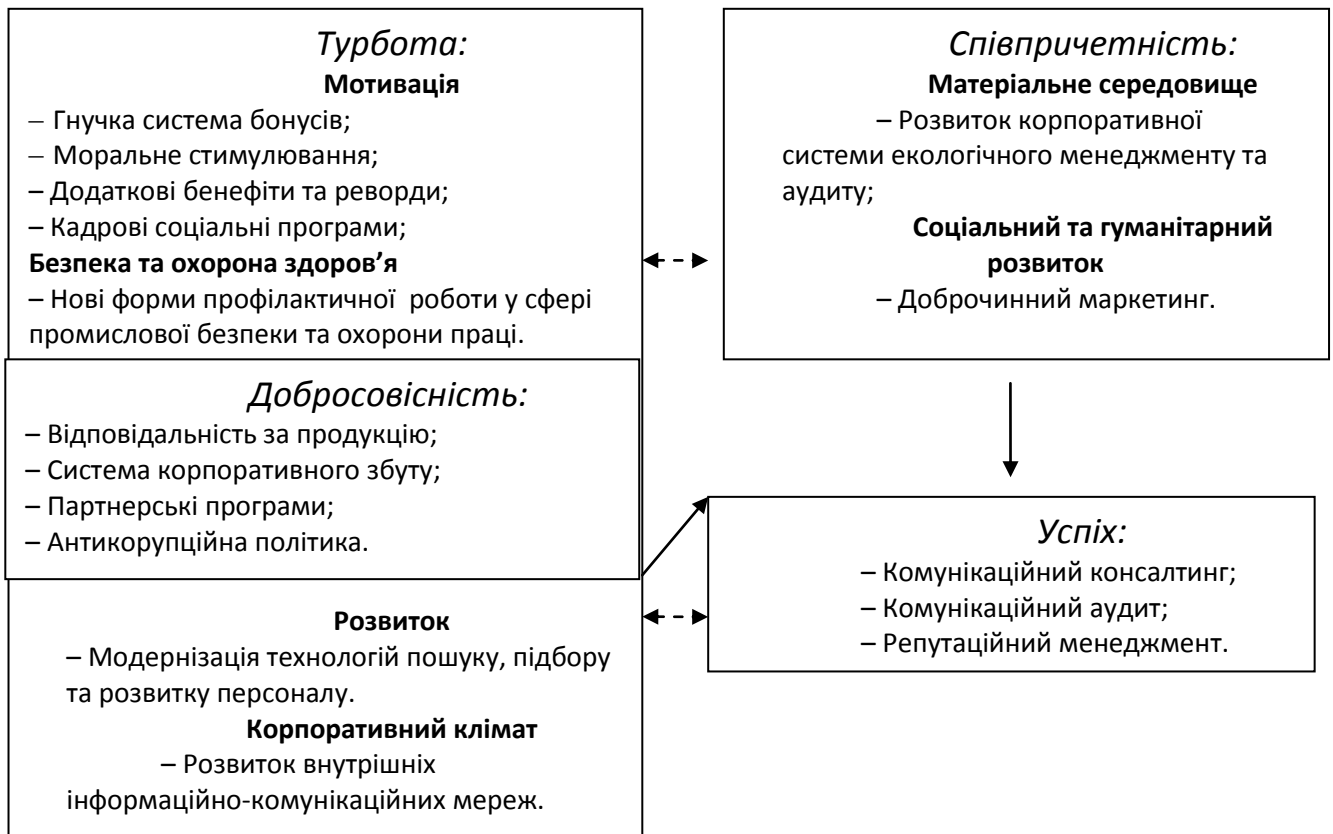 Турбота:
Мотивація
– Гнучка система бонусів;
– Моральне стимулювання;
– Додаткові бенефіти та реворди;
– Кадрові соціальні програми;
Безпека та охорона здоров’я
– Нові форми профілактичної роботи у сфері
промислової безпеки та охорони праці.
Добросовісність:
– Відповідальність за продукцію;
– Система корпоративного збуту;
– Партнерські програми;
– Антикорупційна політика.
Розвиток
– Модернізація технологій пошуку, підбору
та розвитку персоналу.
Корпоративний клімат
– Розвиток внутрішніх
інформаційно-комунікаційних мереж.
Співпричетність:
Матеріальне середовище
– Розвиток корпоративної
системи екологічного менеджменту та
аудиту;
Соціальний та гуманітарний
розвиток
– Доброчинний маркетинг.
Успіх:
– Комунікаційний консалтинг;
– Комунікаційний аудит;
– Репутаційний менеджмент.